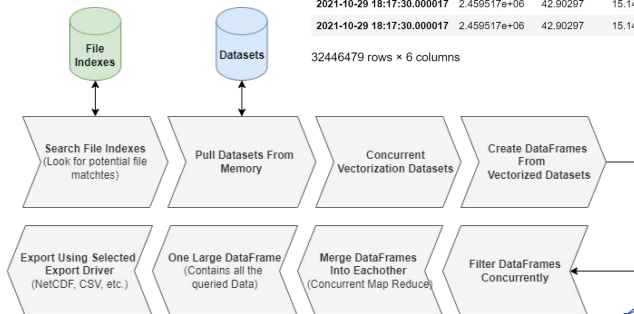 2021-10-29 18:17:30.000017 2.459517e+06 42.90297 15.14
2021-10-29 18:17:30.000017 2.459517e+06 42.90297 15.14
32446479 rows × 6 columns
File
Indexes
Datasets
Search File Indexes
(Look for potential file
matchtes)
Pull Datasets From
Memory
Concurrent
Vectorization Datasets
Create DataFrames
From
Vectorized Datasets
Export Using Selected
Export Driver
(NetCDF, CSV, etc.)
One Large DataFrame
(Contains all the
queried Data)
Merge DataFrames
Into Eachother
(Concurrent Map Reduce)
Filter DataFrames
Concurrently